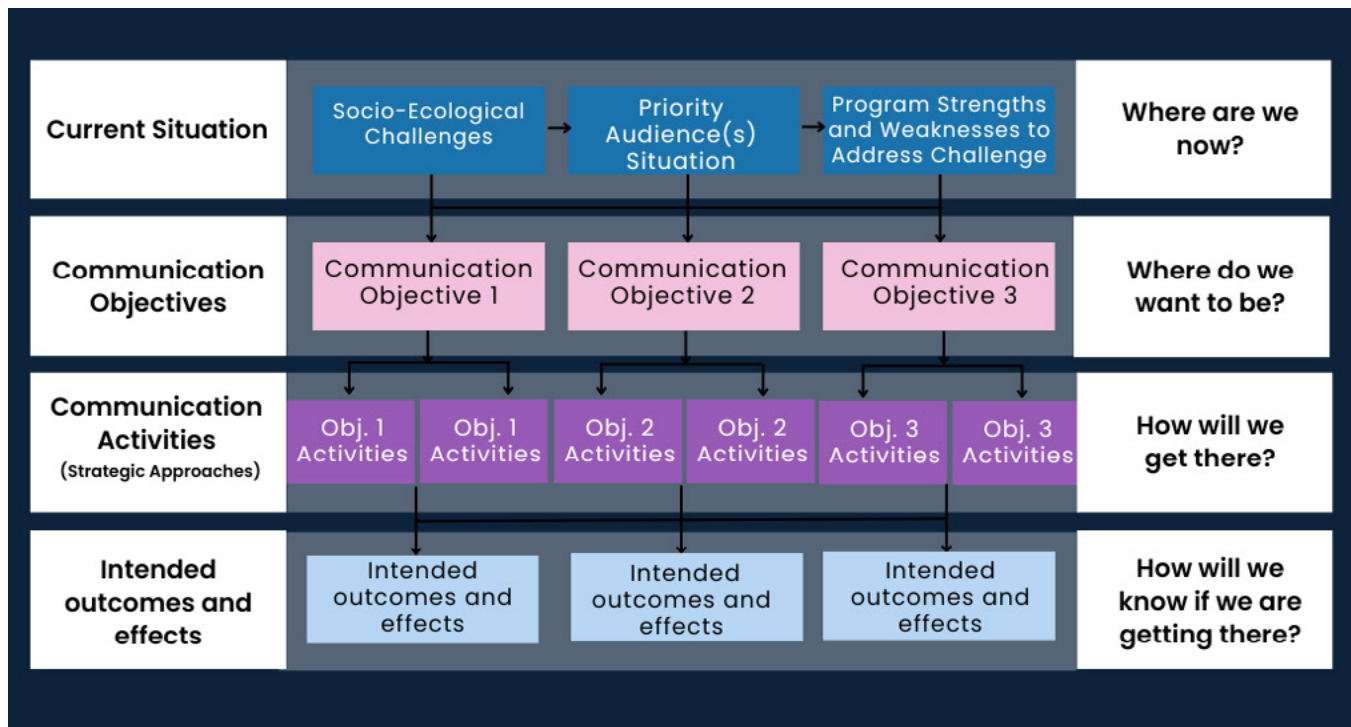 Current Situation
Socio-Ecological
Challenges
Priority
Audience(s)
Situation
Program Strengths
and Weaknesses to
Address Challenge
Where are we
now?
Communication
Objectives
Communication
Objective 1
Communication
Objective 2
Communication
Objective 3
Where do we
want to be?
Communication
Activities
(Strategic Approaches)
Obj. 1
Activities
Obj. 1
Activities
Obj. 2
Activities
Obj. 2
Activities
Obj. 3
Activities
Obj. 3
Activities
How will we
get there?
Intended
outcomes and
effects
Intended
outcomes and
effects
Intended
outcomes and
effects
Intended
outcomes and
effects
How will we
know if we are
getting there?